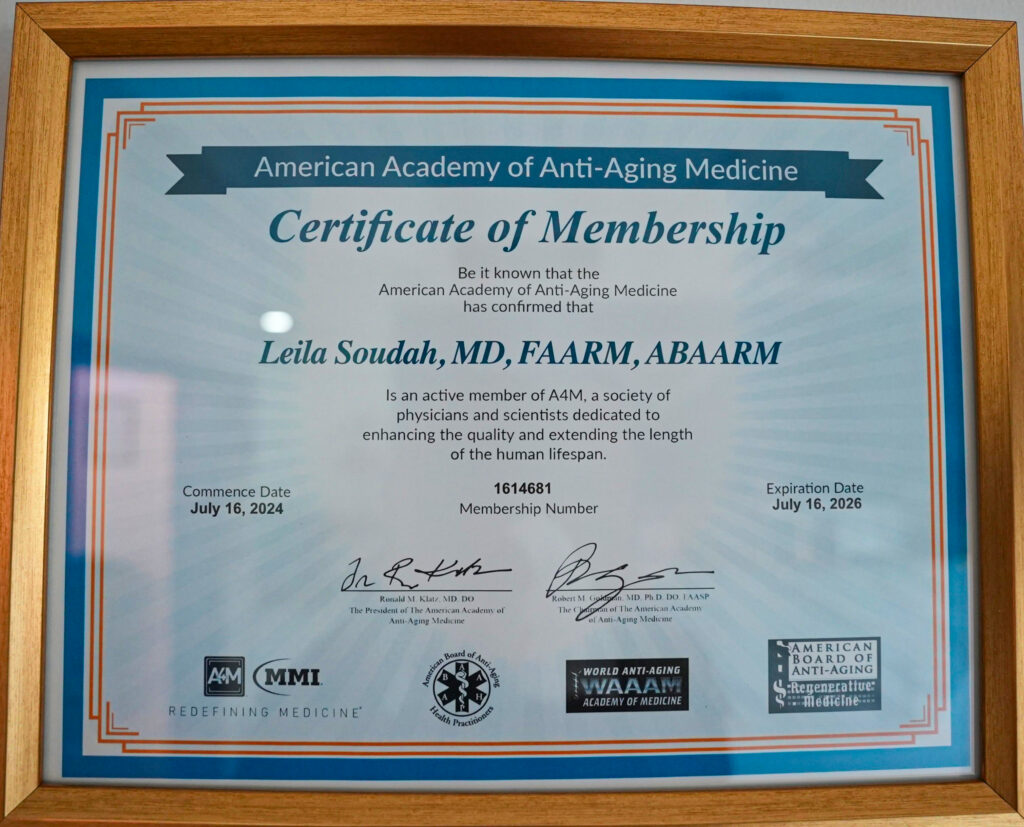 American Academy of Anti-Aging Medicine
Certificate of Membership
Be it known that the
American Academy of Anti-Aging Medicine
has confirmed that
Leila Soudah, MD, FAARM, ABAARM
Is an active member of A4M, a society of
physicians and scientists dedicated to
enhancing the quality and extending the length
of the human lifespan.
Commence Date
July 16, 2024
1614681
Membership Number
Expiration Date
July 16, 2026
Ronald M. Klatz, MD, DO
The President of The American Academy of
Anti-Aging Medicine
Robert M. Goldman, MD, Ph.D, DO, FAASP
The Chairman of The American Academy
of Anti-Aging Medicine
A4M MMI
REDEFINING MEDICINE
American Board of Anti-Aging
Health Practitioners
WORLD ANTI-AGING
WAAAM
ACADEMY OF MEDICINE
AMERICAN
BOARD OF
ANTI-AGING
Regenerative
Medicine